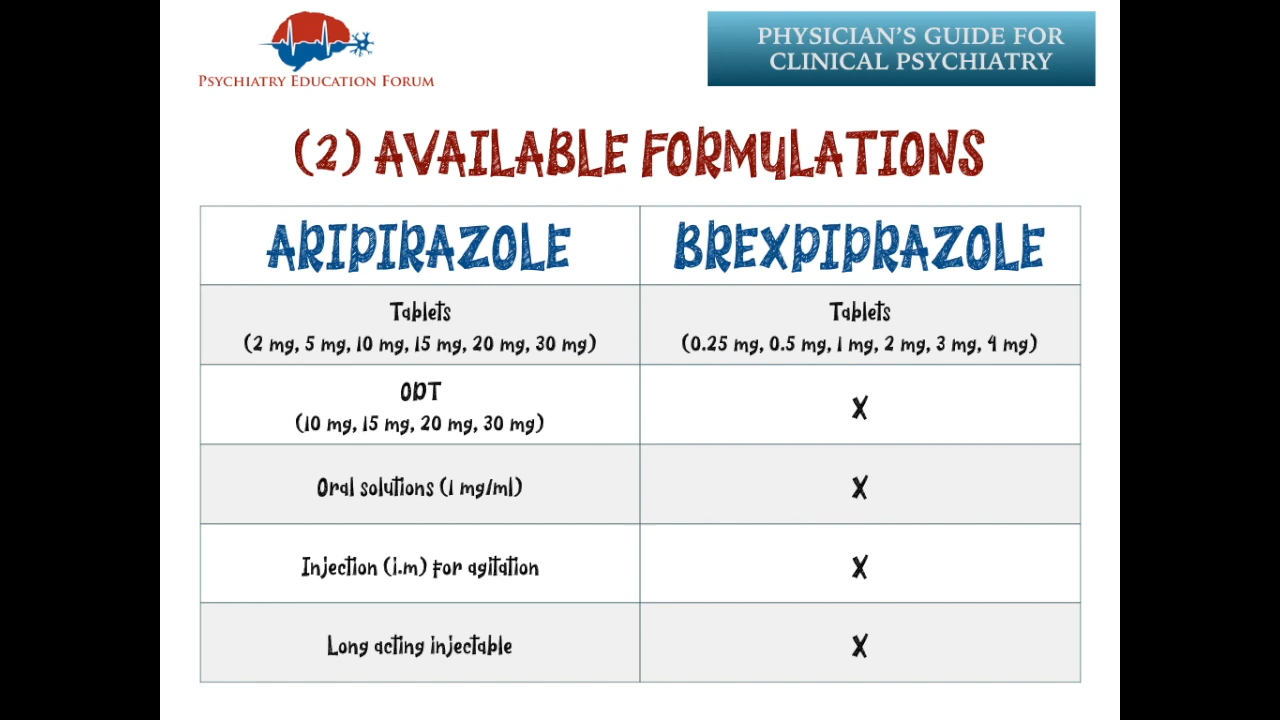 PSYCHIATRY EDUCATION FORUM
PHYSICIAN'S GUIDE FOR
CLINICAL PSYCHIATRY
(2) AVAILABLE FORMULATIONS
ARIPIRAZOLE
BREXPIPRAZOLE
Tablets
(2 mg, 5 mg, 10 mg, 15 mg, 20 mg, 30 mg)
Tablets
(0.25 mg, 0.5 mg, 1 mg, 2 mg, 3 mg, 4 mg)
ODT
(10 mg, 15 mg, 20 mg, 30 mg)
X
Oral solutions (1 mg/ml)
X
Injection (i.m) for agitation
X
Long acting injectable
X